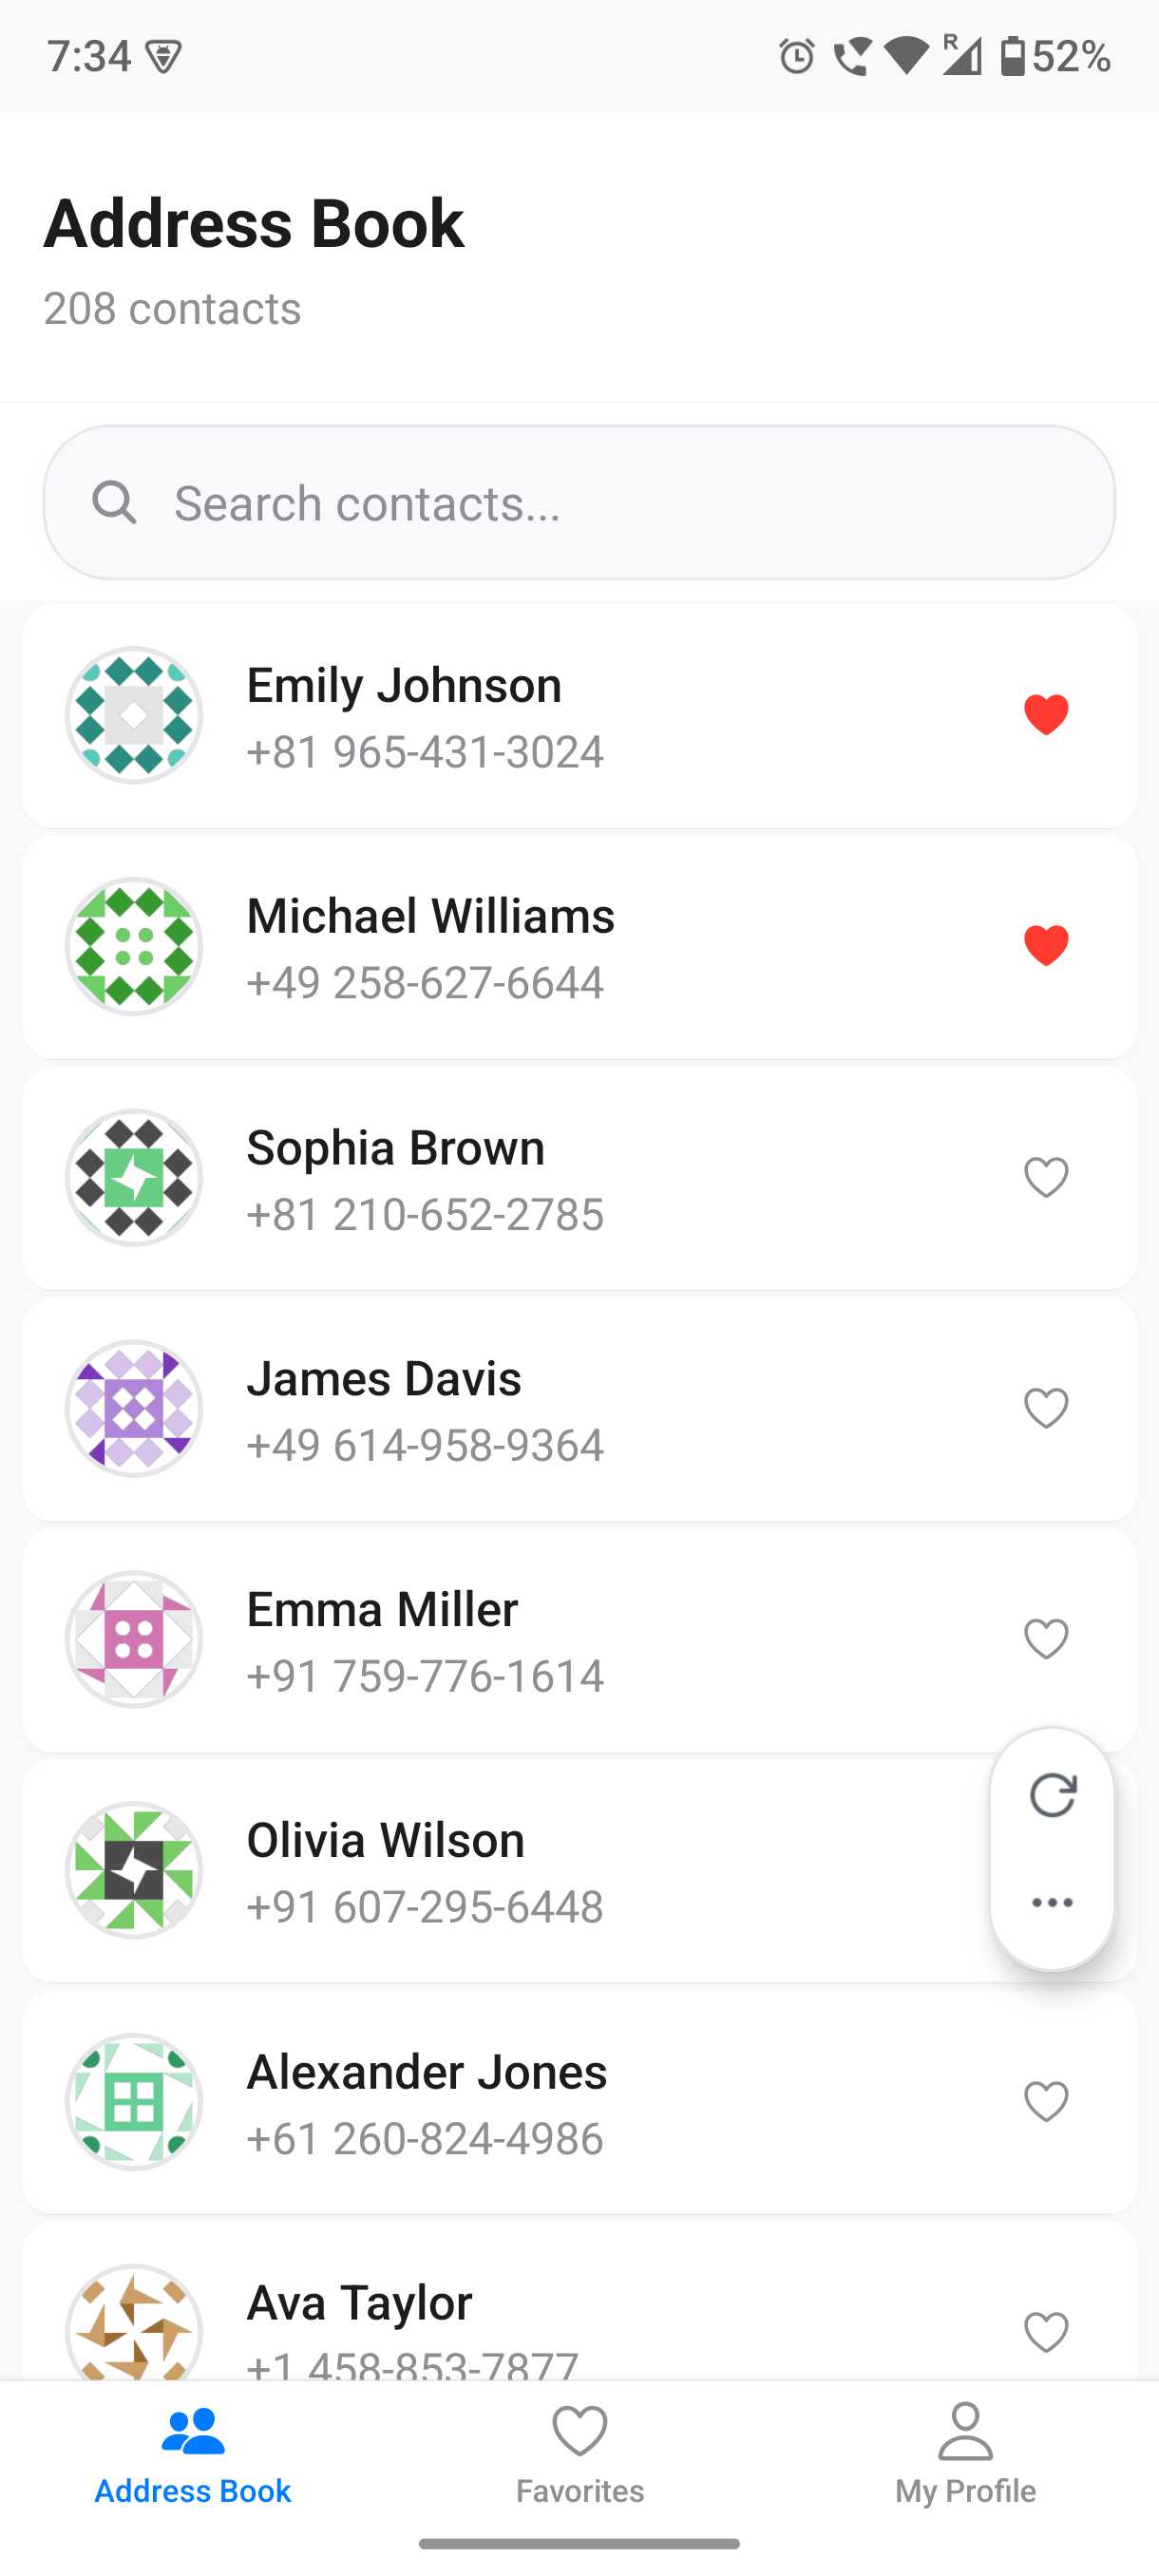 7:34
R
52%
Address Book
208 contacts
Search contacts...
Emily Johnson
+81 965-431-3024
Michael Williams
+49 258-627-6644
Sophia Brown
+81 210-652-2785
James Davis
+49 614-958-9364
Emma Miller
+91 759-776-1614
Olivia Wilson
+91 607-295-6448
Alexander Jones
+61 260-824-4986
Ava Taylor
+1 458-853-7877
Address Book
Favorites
My Profile